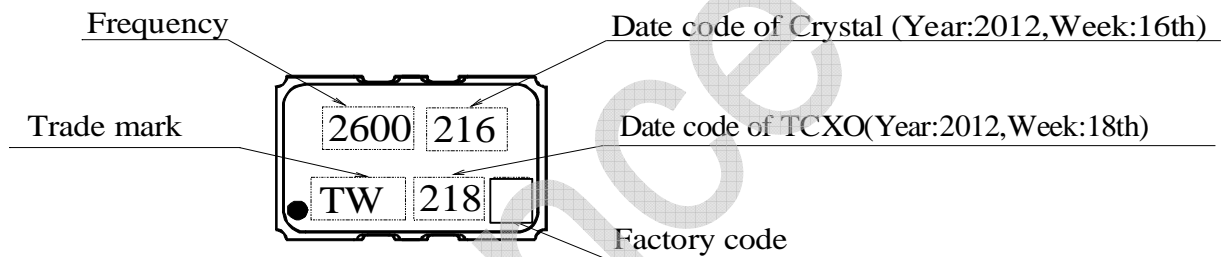 Frequency
Date code of Crystal (Year:2012,Week:16th)
2600 216
Trade mark
Date code of TCXO(Year:2012,Week:18th)
TW 218
Factory code